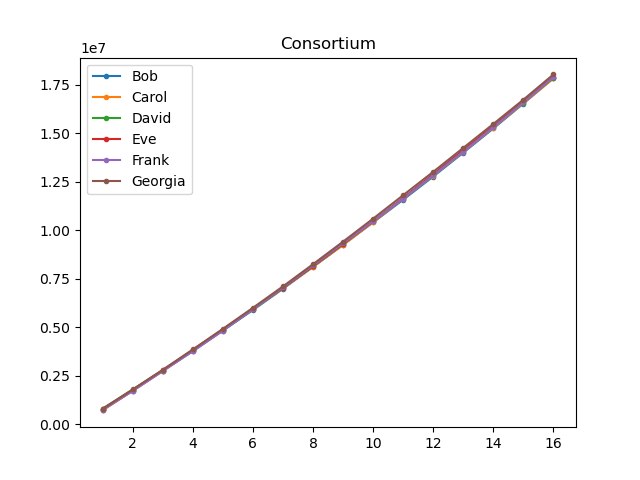 Consortium
1e7
Bob
Carol
David
Eve
Frank
Georgia
1.75
1.50
1.25
1.00
0.75
0.50
0.25
0.00
2 4 6 8 10 12 14 16